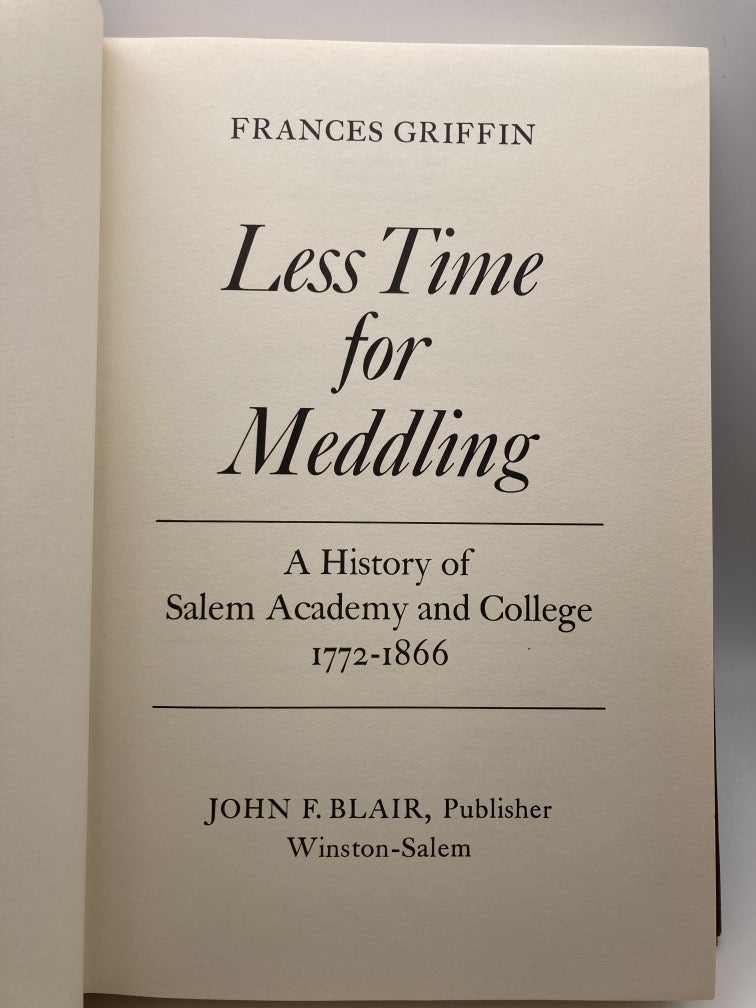 FRANCES GRIFFIN
Less Time
for
Meddling
A History of
Salem Academy and College
1772-1866
JOHN F. BLAIR, Publisher
Winston-Salem